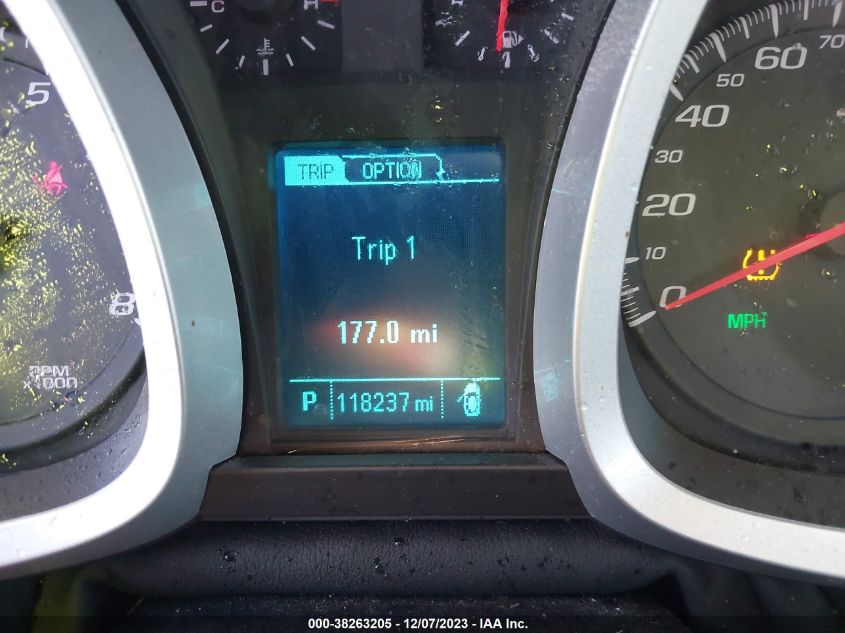 C
5
8
RPM
x1000
TRIP OPTION
Trip 1
177.0 mi
P 118237 mi
0
10
20
30
40
50
60
70
MPH
000-38263205 - 12/07/2023 - IAA Inc.